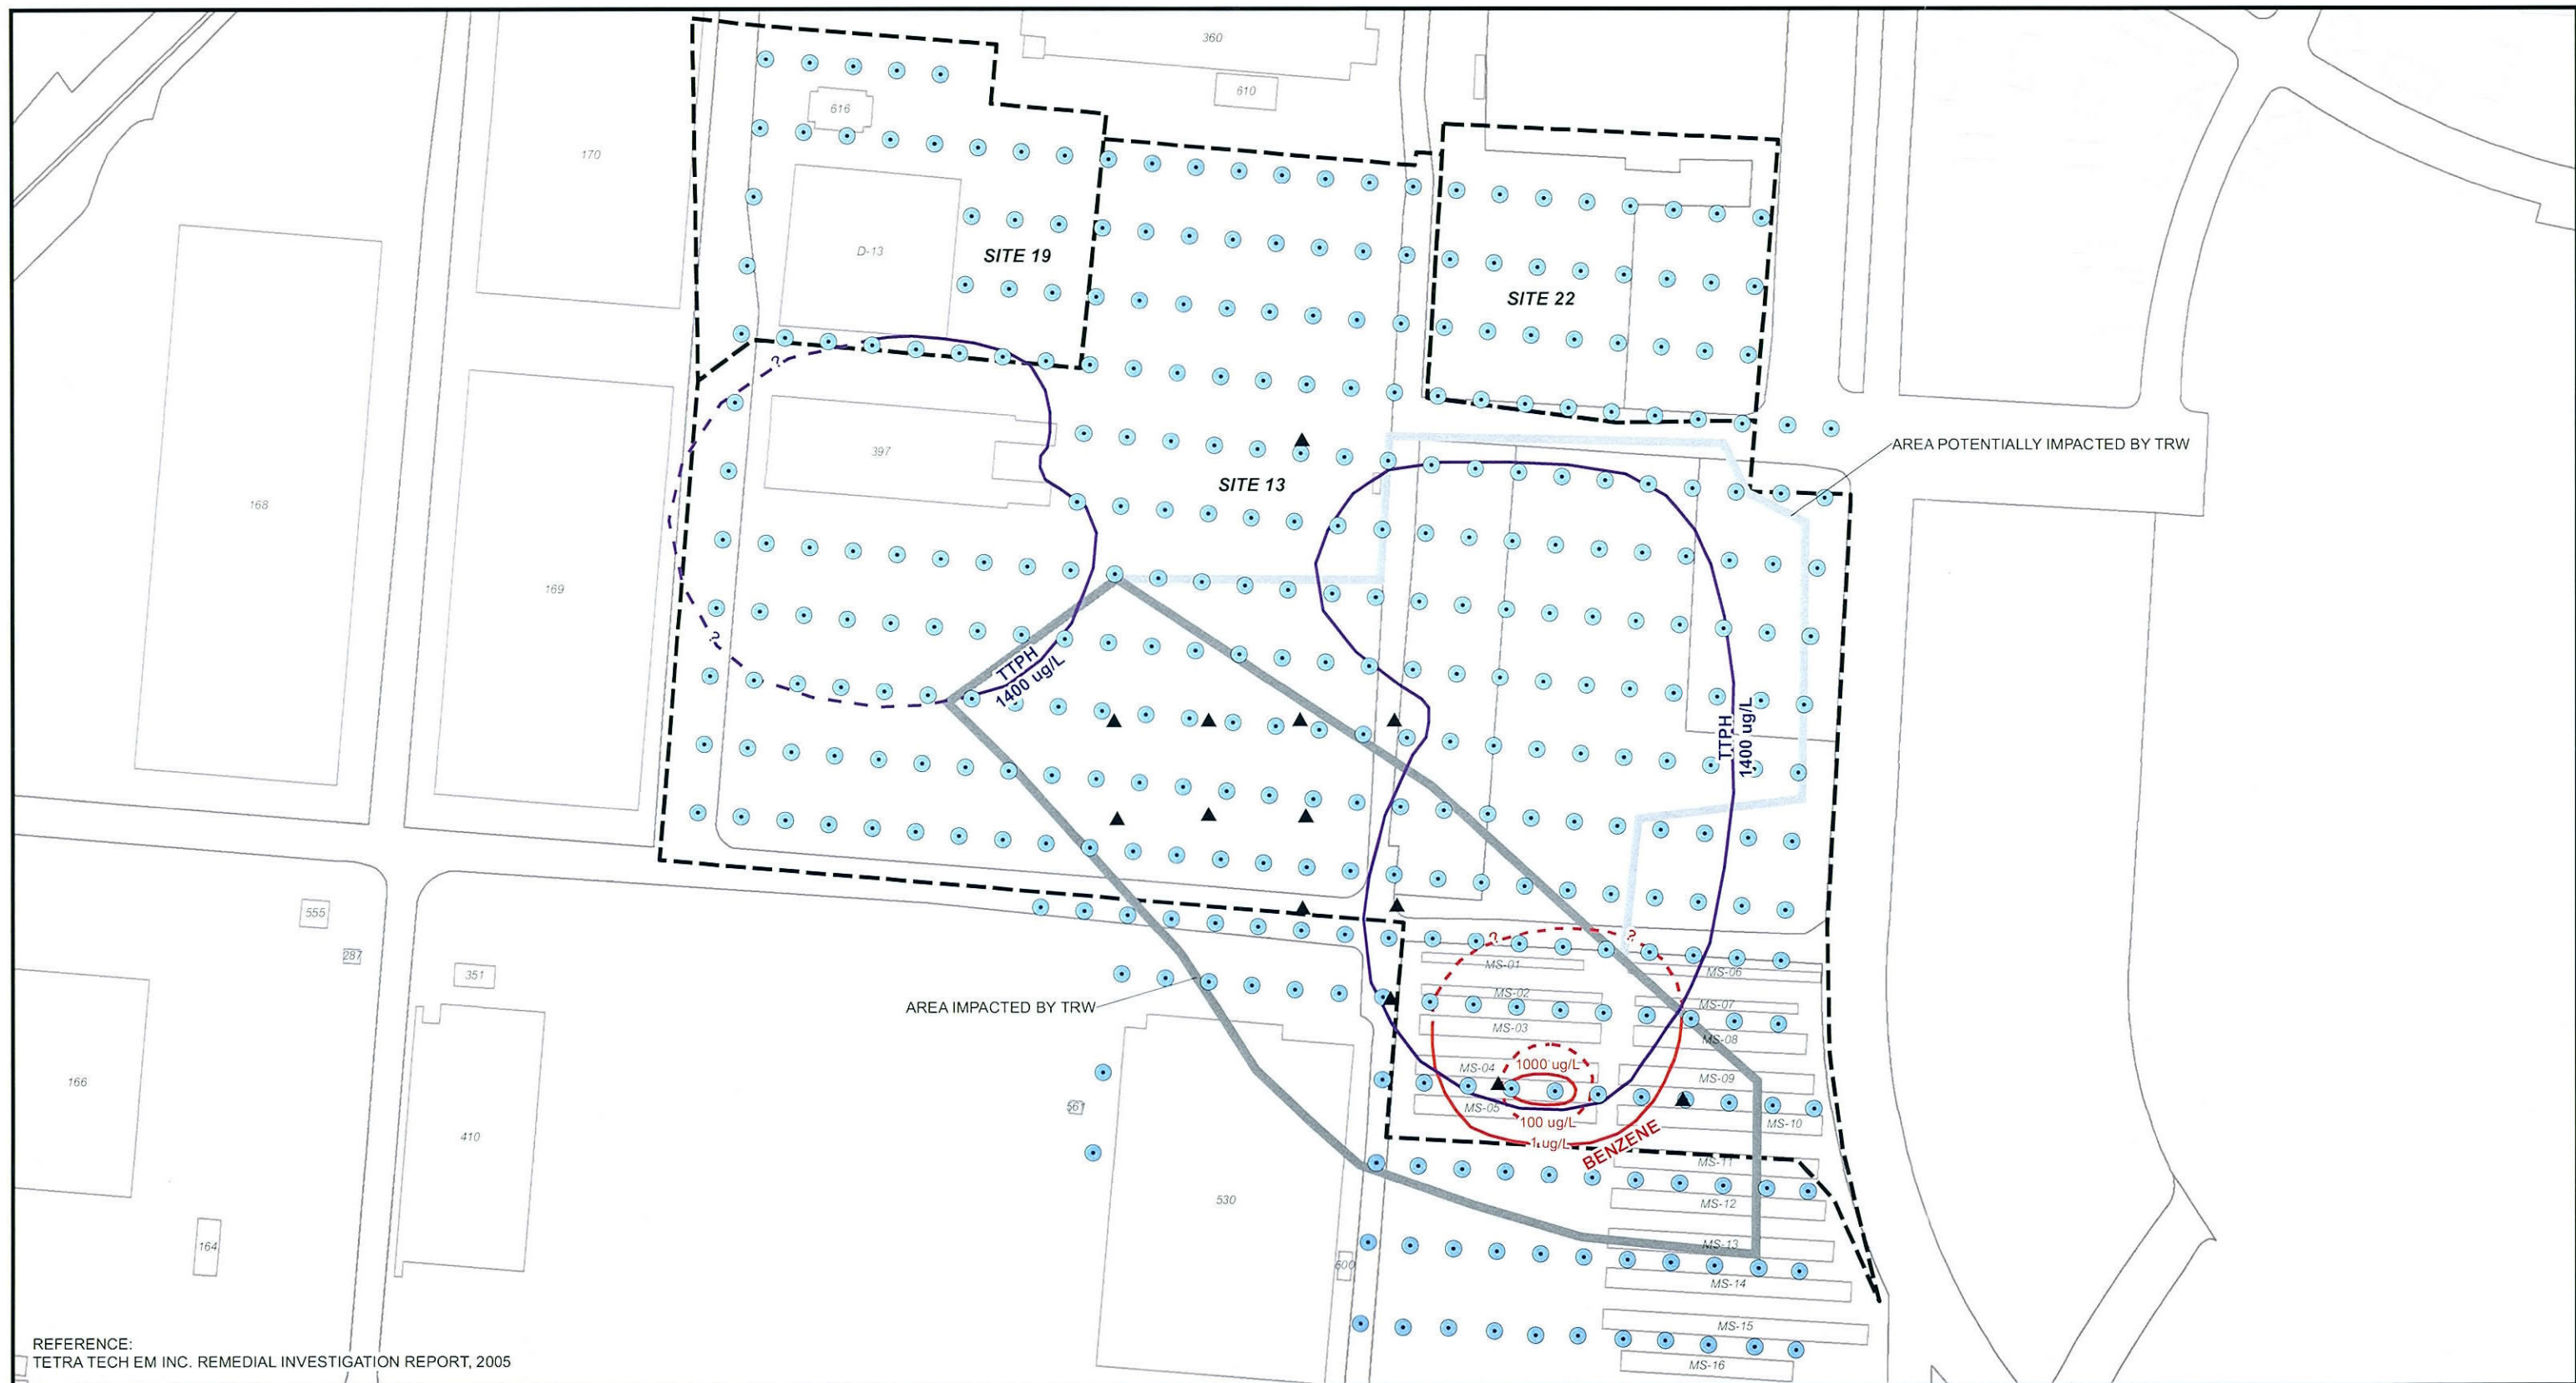 360
610
616
170
D-13
SITE 19
SITE 22
168
169
397
SITE 13
AREA POTENTIALLY IMPACTED BY TRW
?
?
TTPH
1400 ug/L
TTPH
1400 ug/L
555
287
351
AREA IMPACTED BY TRW
?
?
MS-01
MS-02
MS-03
MS-04
MS-05
MS-06
MS-07
MS-08
MS-09
MS-10
MS-11
MS-12
MS-13
MS-14
MS-15
MS-16
1000 ug/L
100 ug/L
1 ug/L
BENZENE
166
410
561
530
164
600
REFERENCE:
TETRA TECH EM INC. REMEDIAL INVESTIGATION REPORT, 2005